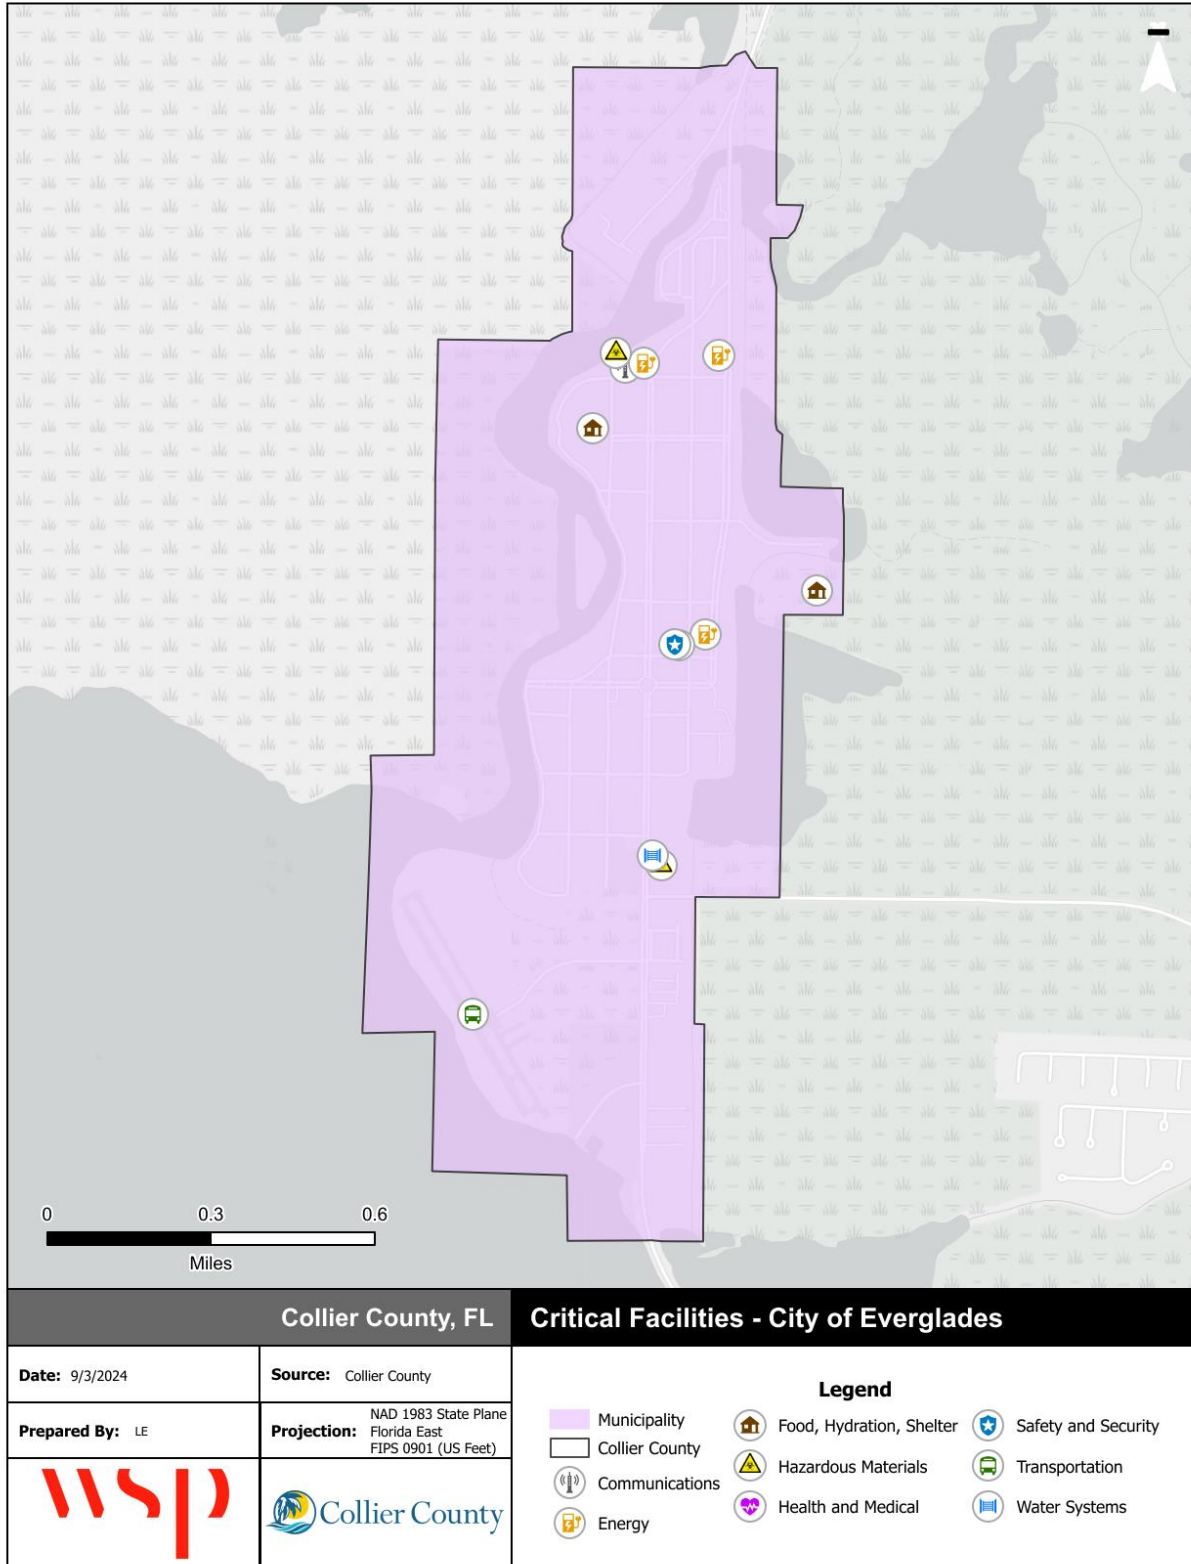 0 0.3 0.6
Miles
Collier County, FL
Critical Facilities - City of Everglades
Date: 9/3/2024
Source: Collier County
Prepared By: LE
Projection: NAD 1983 State Plane
Florida East
FIPS 0901 (US Feet)
wsp
Collier County
Legend
Municipality
Collier County
Communications
Energy
Food, Hydration, Shelter
Hazardous Materials
Health and Medical
Safety and Security
Transportation
Water Systems